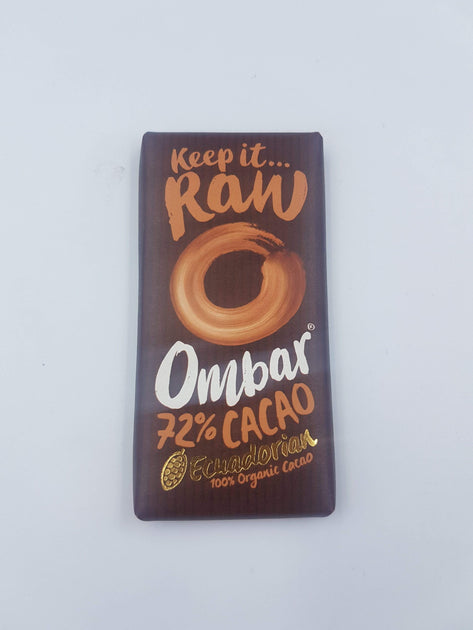 Keep it...
Raw
Ombar®
72% CACAO
Ecuadorian
100% Organic Cacao